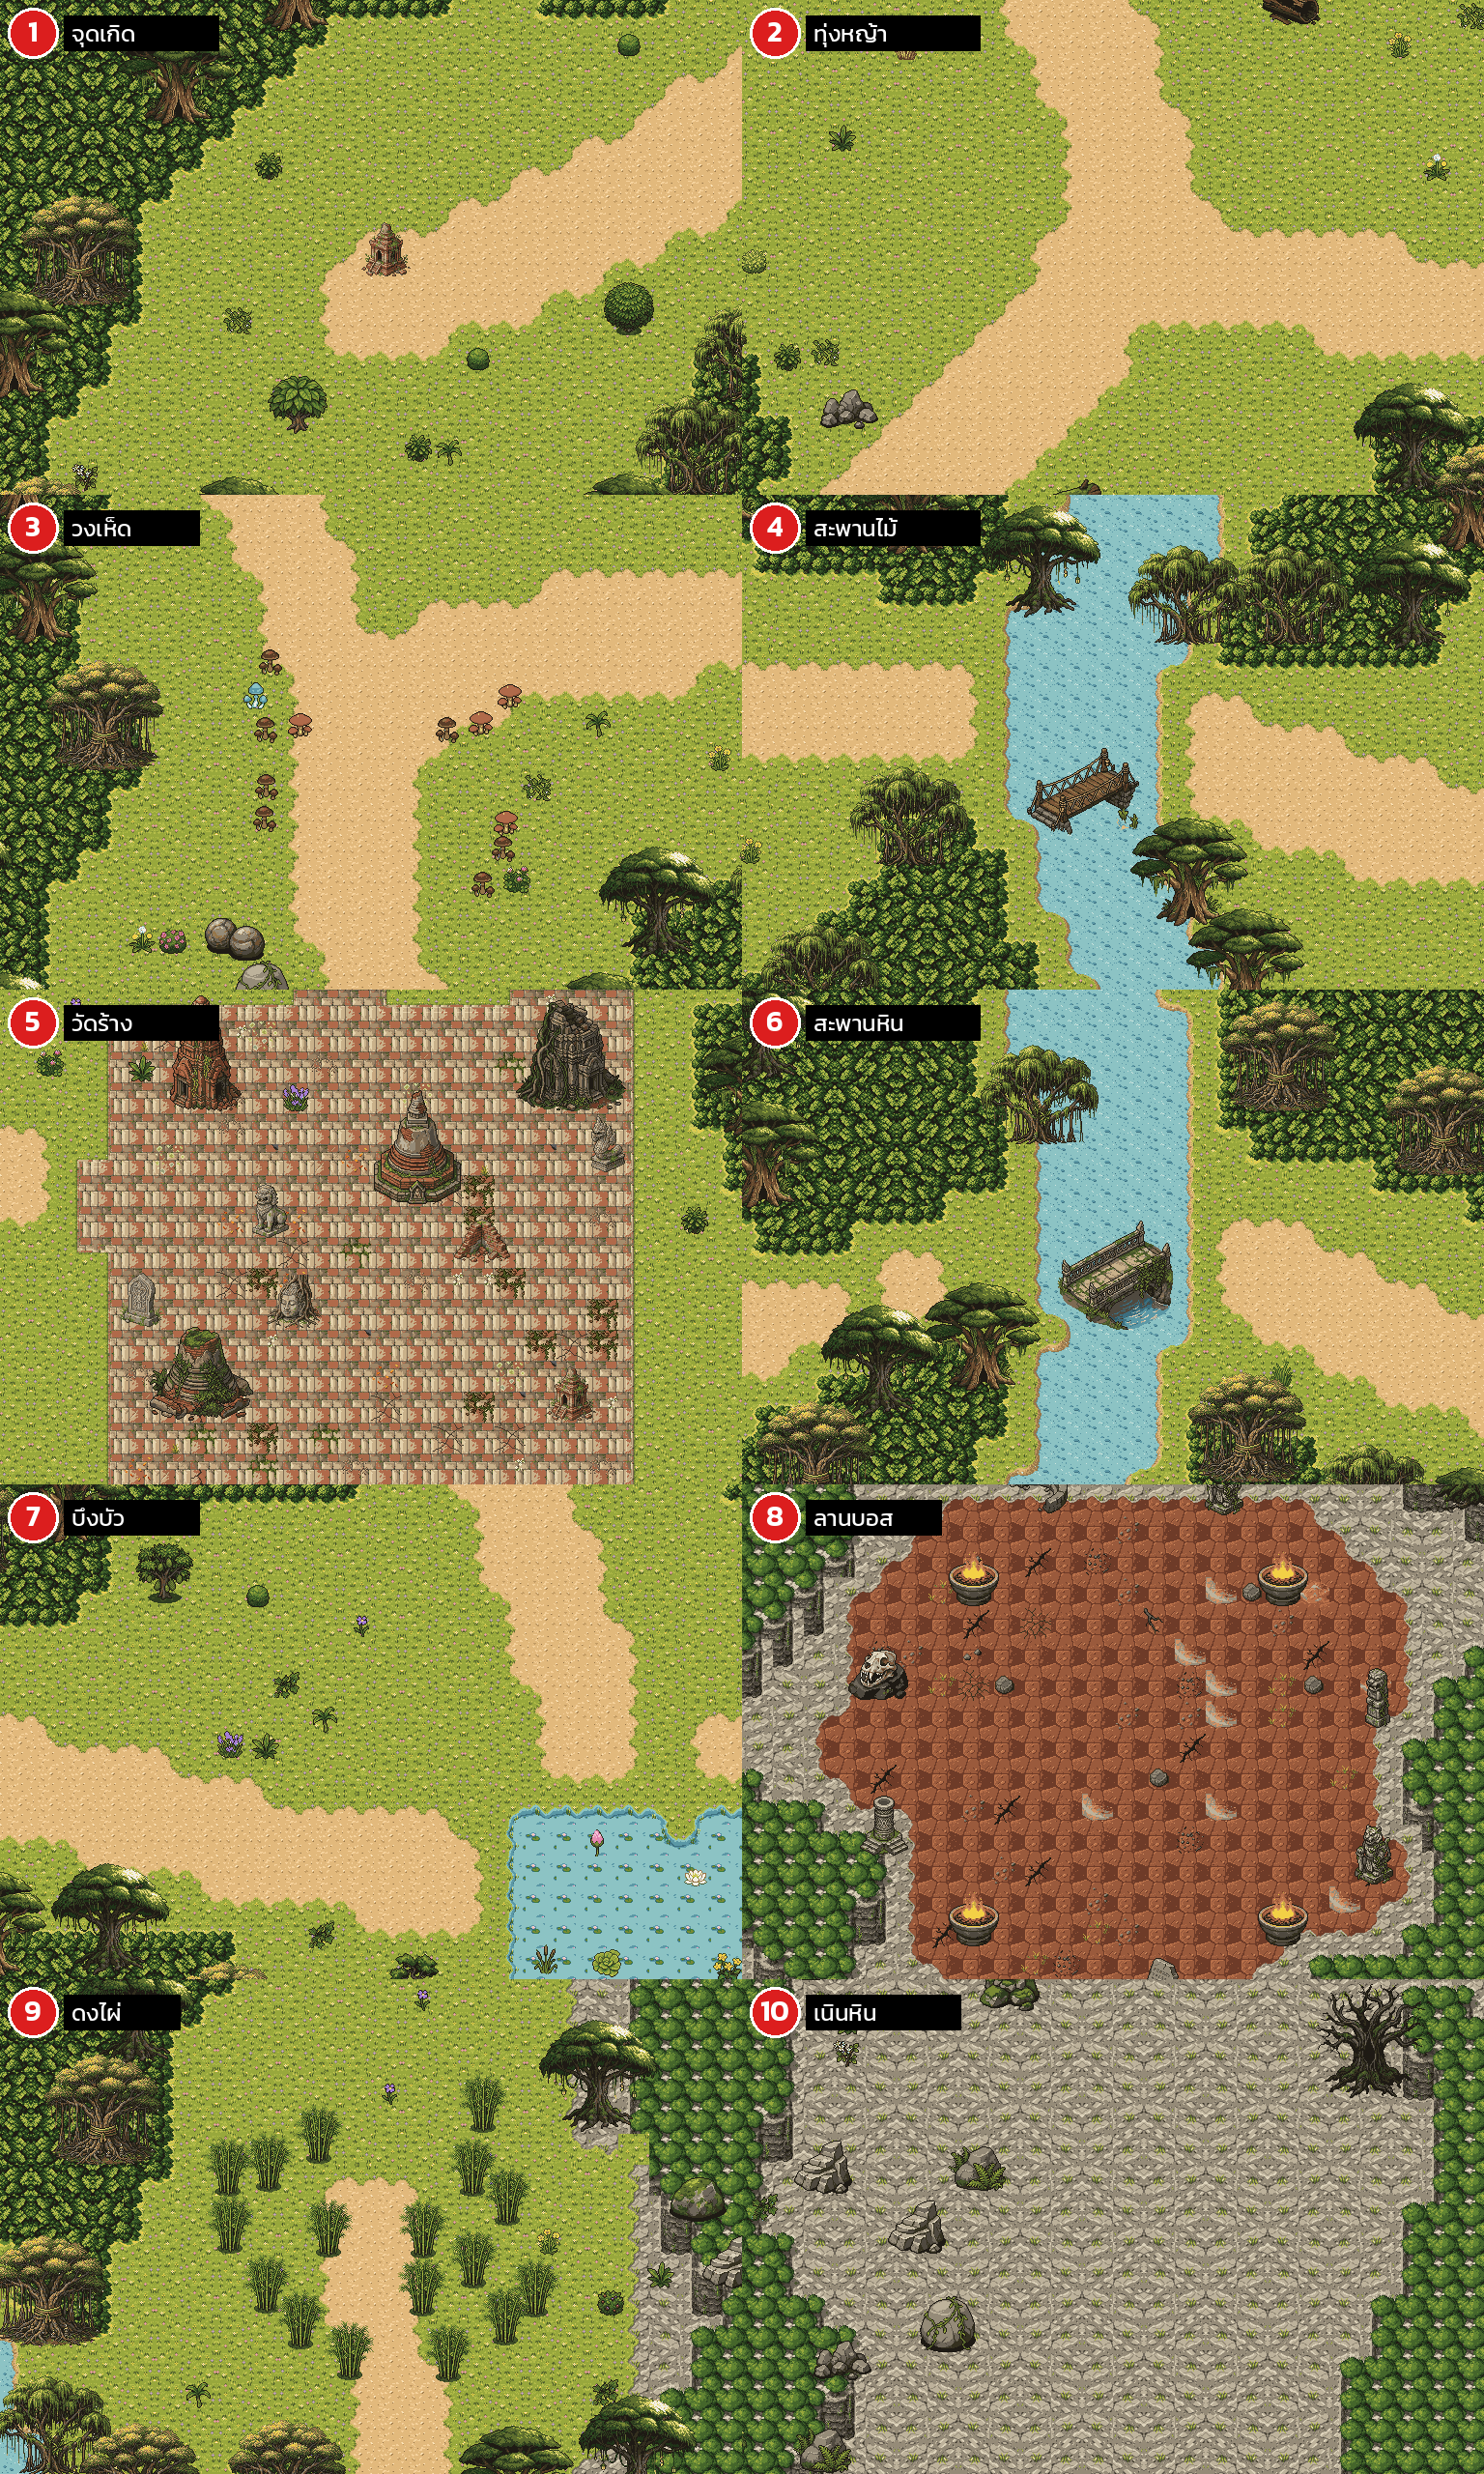 1 จุดเกิด
2 ทุ่งหญ้า
3 วงเห็ด
4 สะพานไม้
5 วัดร้าง
6 สะพานหิน
7 บึงบัว
8 ลานบอส
9 ดงไผ่
10 เนินหิน